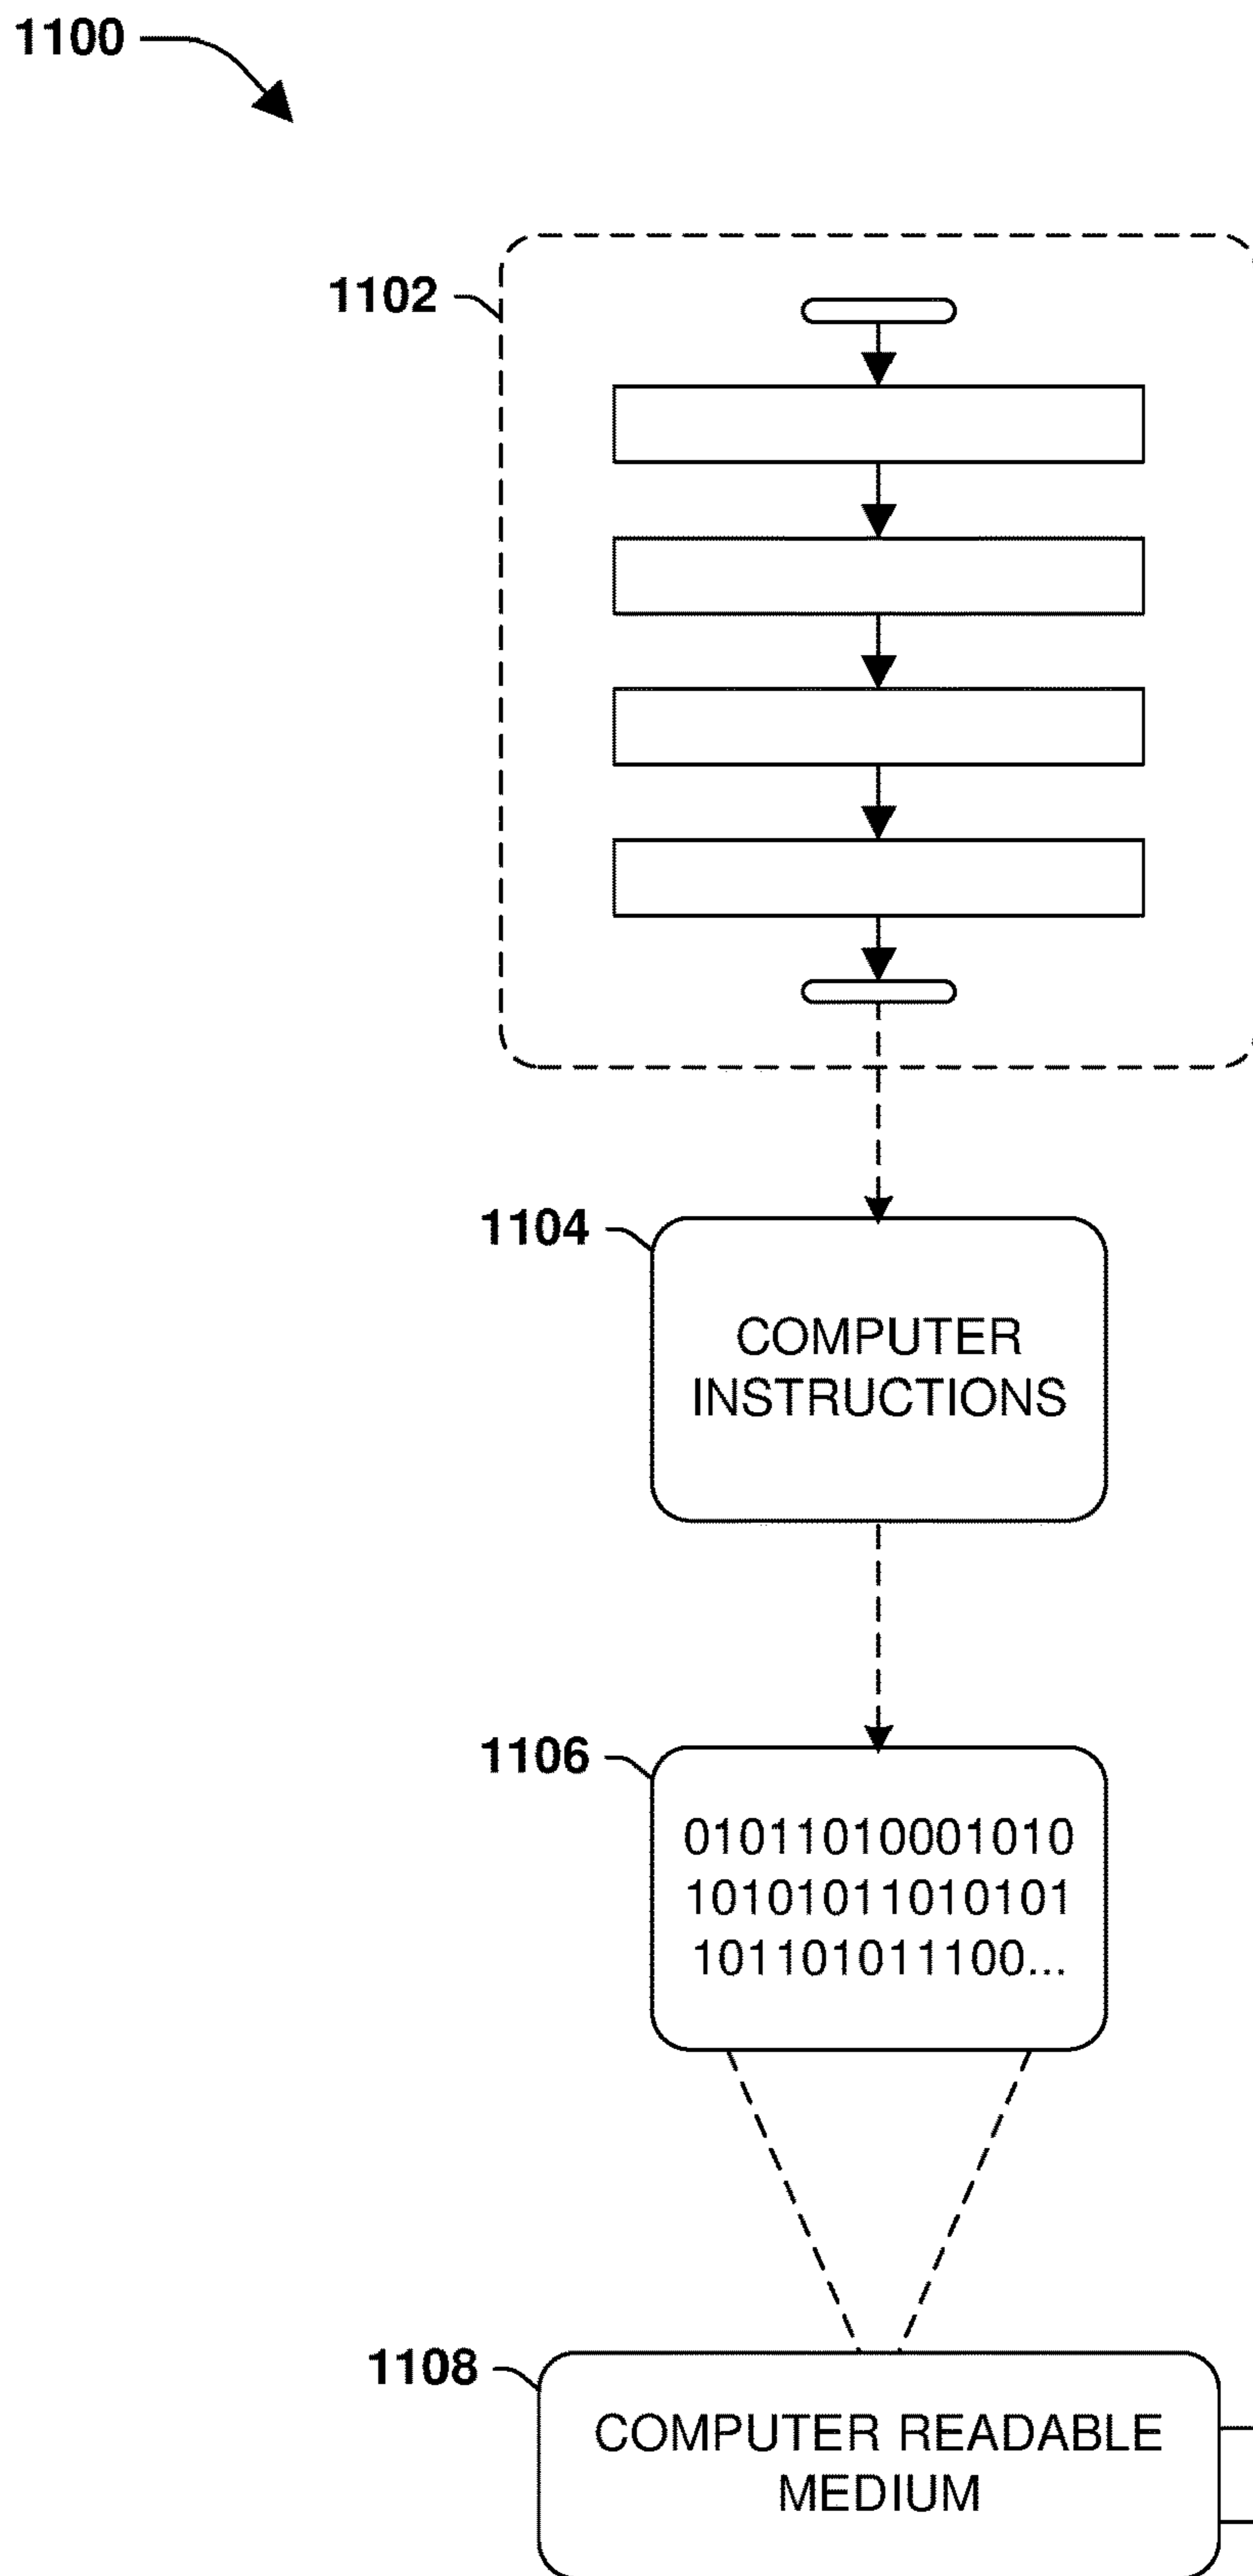 1100
1102
1104
COMPUTER
INSTRUCTIONS
1106
01011010001010
10101011010101
101101011100...
1108
COMPUTER READABLE
MEDIUM